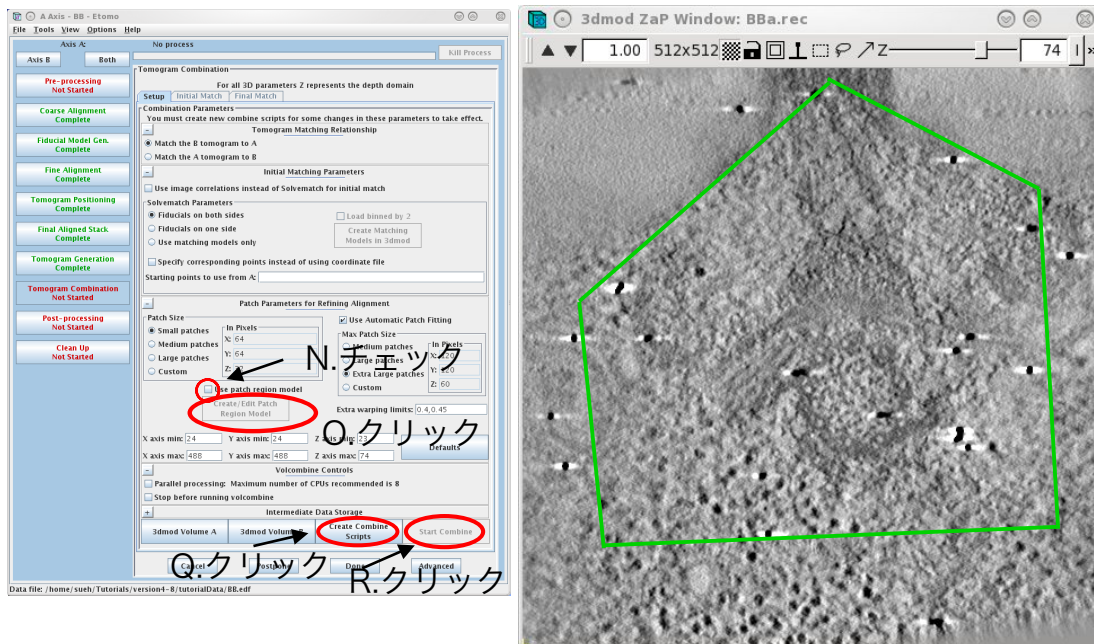 A Axis - BB - Etomo
File Tools View Options Help
Axis A:
No process
Axis B
Both
Kill Process
Pre-processing
Not Started
Coarse Alignment
Complete
Fiducial Model Gen.
Complete
Fine Alignment
Complete
Tomogram Positioning
Complete
Final Aligned Stack
Complete
Tomogram Generation
Complete
Tomogram Combination
Not Started
Post-processing
Not Started
Clean Up
Not Started
Tomogram Combination
For all 3D parameters Z represents the depth domain
Setup Initial Match Final Match
Combination Parameters
You must create new combine scripts for some changes in these parameters to take effect.
Tomogram Matching Relationship
Match the B tomogram to A
Match the A tomogram to B
Initial Matching Parameters
Use image correlations instead of Solvematch for initial match
Solvematch Parameters
Fiducials on both sides
Load binned by 2
Fiducials on one side
Create Matching
Models in 3dmod
Use matching models only
Specify corresponding points instead of using coordinate file
Starting points to use from A:
Patch Parameters for Refining Alignment
Patch Size
Small patches
Medium patches
Large patches
Custom
In Pixels
X: 64
Y: 64
Z:
Use Automatic Patch Fitting
Max Patch Size
Medium patches
Large patches
Extra Large patches
Custom
In Pixels
X: 120
Y: 120
Z: 60
N.チェック
Use patch region model
Create/Edit Patch
Region Model
Extra warping limits: 0.4,0.45
O.クリック
X axis min: 24 Y axis min: 24 Z axis min: 23
X axis max: 488 Y axis max: 488 Z axis max: 74
Defaults
Volcombine Controls
Parallel processing: Maximum number of CPUs recommended is 8
Stop before running volcombine
Intermediate Data Storage
3dmod Volume A
3dmod Volume B
Create Combine
Scripts
Start Combine
Q.クリック
R.クリック
Cancel
Postpone
Done
Advanced
Data file: /home/sueh/Tutorials/version4-8/tutorialData/BB.edf
3dmod ZaP Window: BBa.rec
1.00 512x512 Z 74 I »